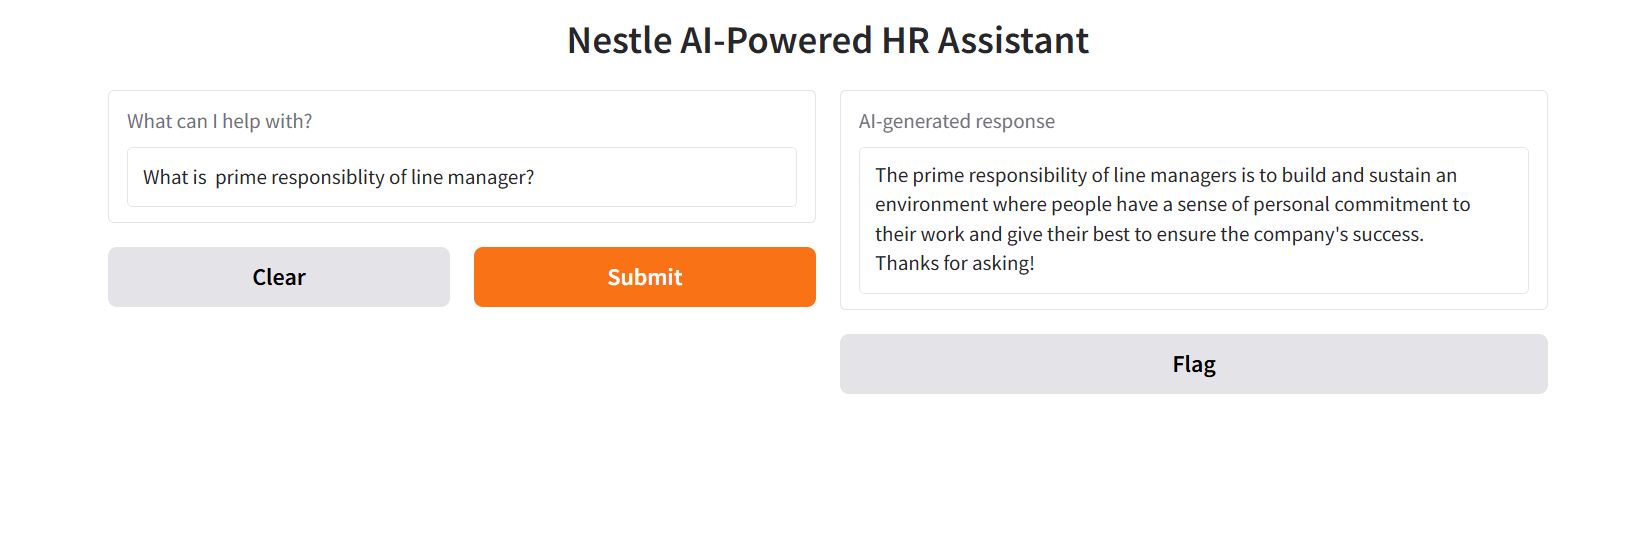 Nestle AI-Powered HR Assistant
What can I help with?
What is  prime responsiblity of line manager?
Clear
Submit
AI-generated response
The prime responsibility of line managers is to build and sustain an
environment where people have a sense of personal commitment to
their work and give their best to ensure the company's success.
Thanks for asking!
Flag